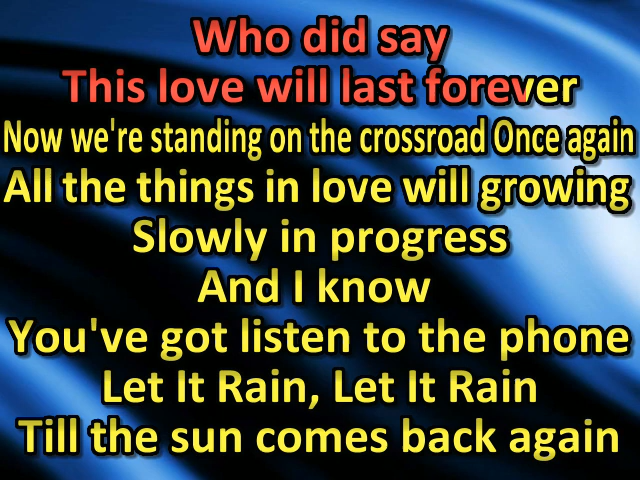 Who did say
This love will last forever
Now we're standing on the crossroad Once again
All the things in love will growing
Slowly in progress
And I know
You've got listen to the phone
Let It Rain, Let It Rain
Till the sun comes back again